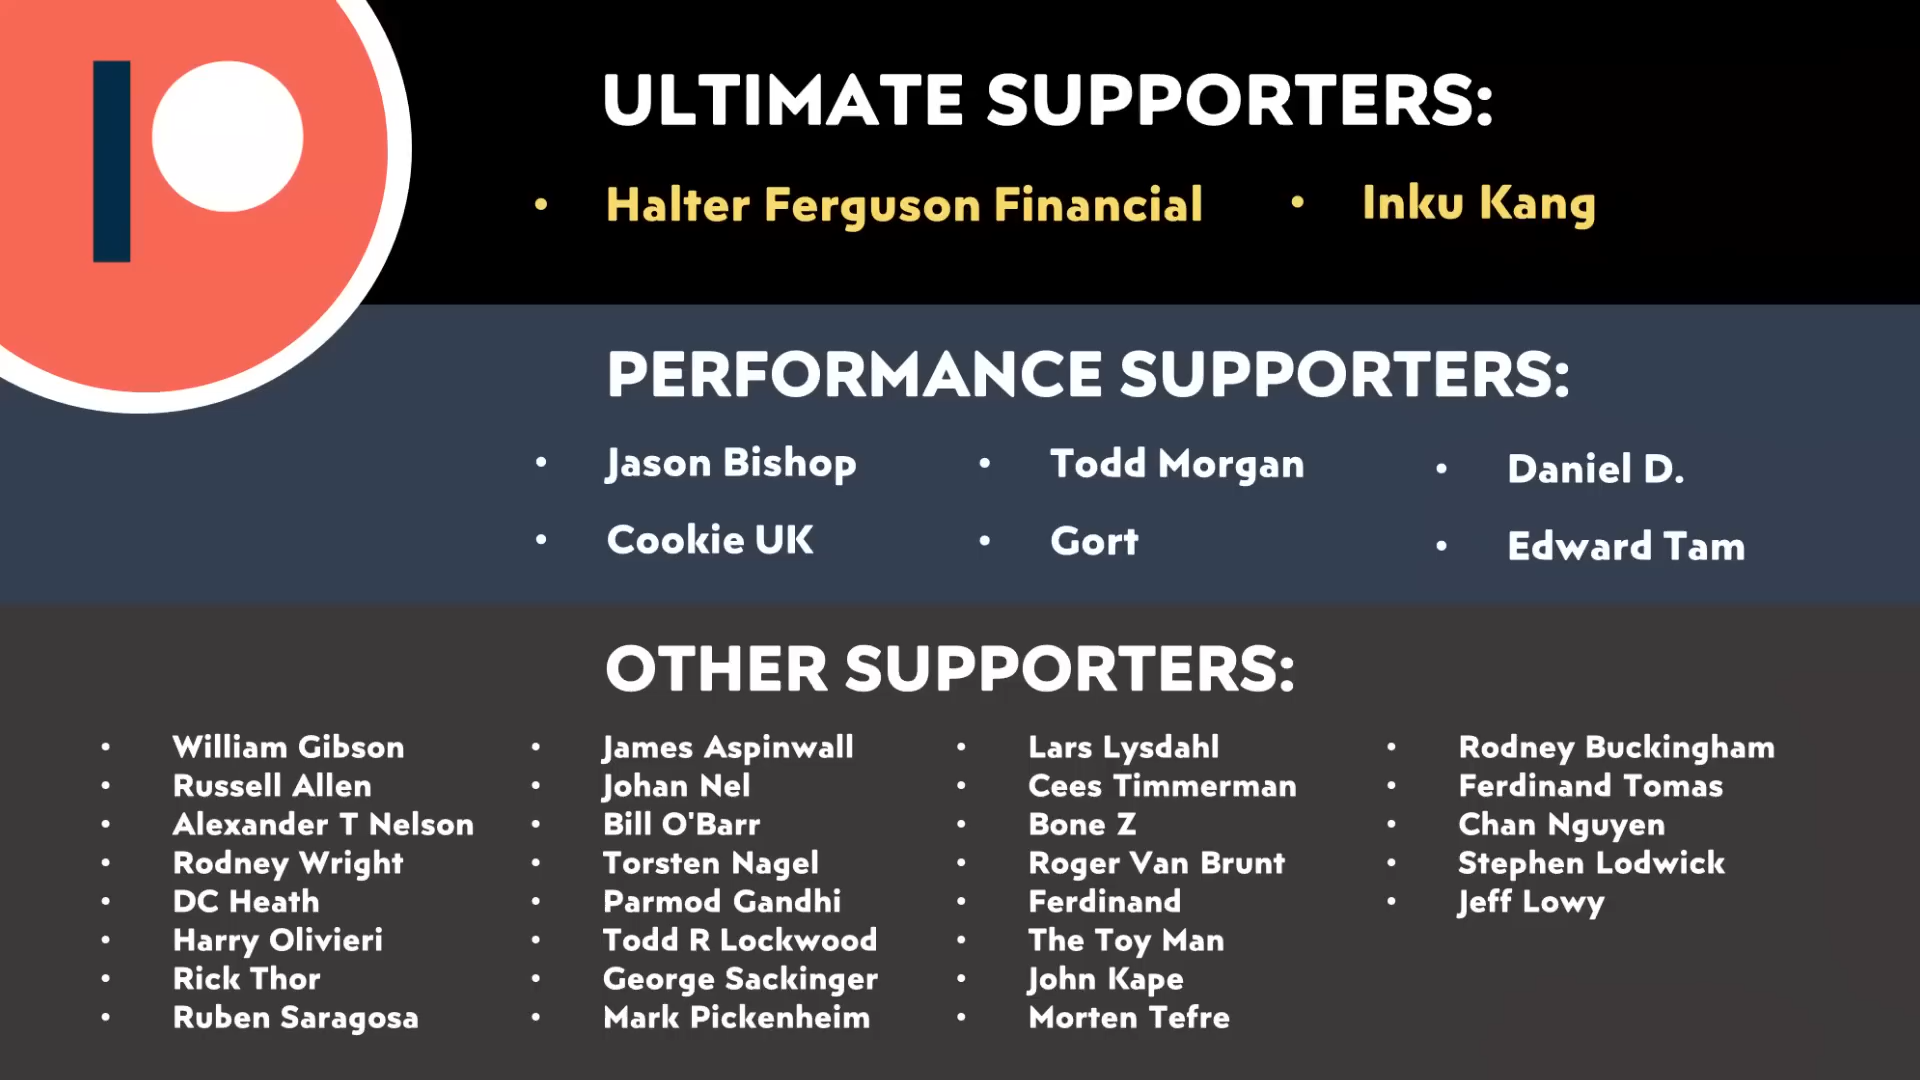 ULTIMATE SUPPORTERS:
• Halter Ferguson Financial
• Inku Kang
PERFORMANCE SUPPORTERS:
• Jason Bishop
• Cookie UK
• Todd Morgan
• Gort
• Daniel D.
• Edward Tam
OTHER SUPPORTERS:
• William Gibson
• Russell Allen
• Alexander T Nelson
• Rodney Wright
• DC Heath
• Harry Olivieri
• Rick Thor
• Ruben Saragosa
• James Aspinwall
• Johan Nel
• Bill O'Barr
• Torsten Nagel
• Parmod Gandhi
• Todd R Lockwood
• George Sackinger
• Mark Pickenheim
• Lars Lysdahl
• Cees Timmerman
• Bone Z
• Roger Van Brunt
• Ferdinand
• The Toy Man
• John Kape
• Morten Tefre
• Rodney Buckingham
• Ferdinand Tomas
• Chan Nguyen
• Stephen Lodwick
• Jeff Lowy